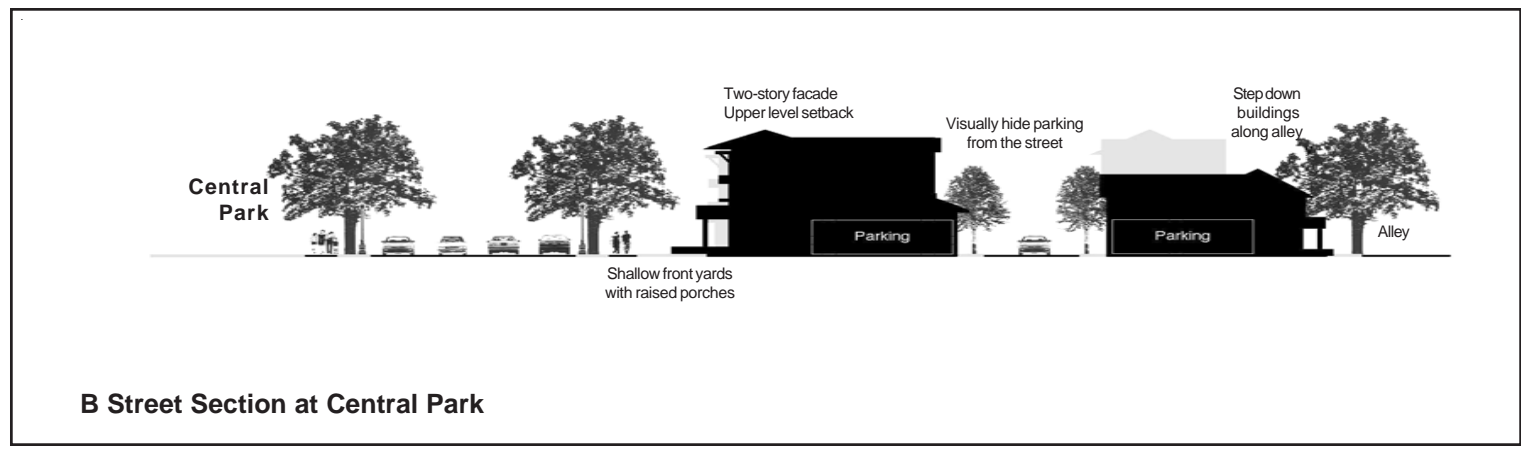 Two-story facade
Upper level setback
Visually hide parking
from the street
Step down
buildings
along alley
Central
Park
Parking
Parking
Alley
Shallow front yards
with raised porches
B Street Section at Central Park